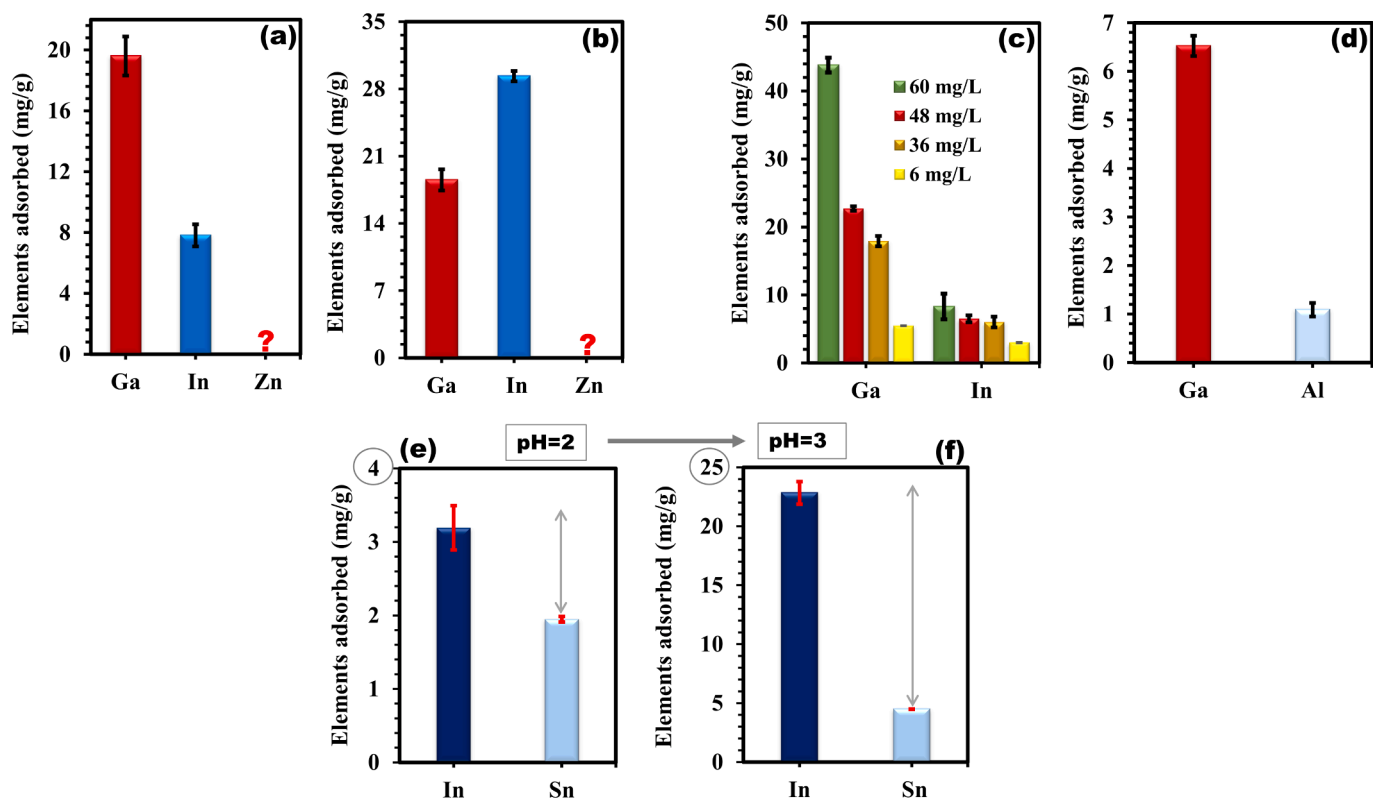 (a)
Elements adsorbed (mg/g)
20
16
12
8
4
0
?
Ga In Zn
(b)
Elements adsorbed (mg/g)
35
28
21
14
7
0
?
Ga In Zn
(c)
Elements adsorbed (mg/g)
50
40
30
20
10
0
60 mg/L
48 mg/L
36 mg/L
6 mg/L
Ga In
(d)
Elements adsorbed (mg/g)
7
6
5
4
3
2
1
0
Ga Al
pH=2
pH=3
(e)
Elements adsorbed (mg/g)
4
3
2
1
0
In Sn
(f)
Elements adsorbed (mg/g)
25
20
15
10
5
0
In Sn